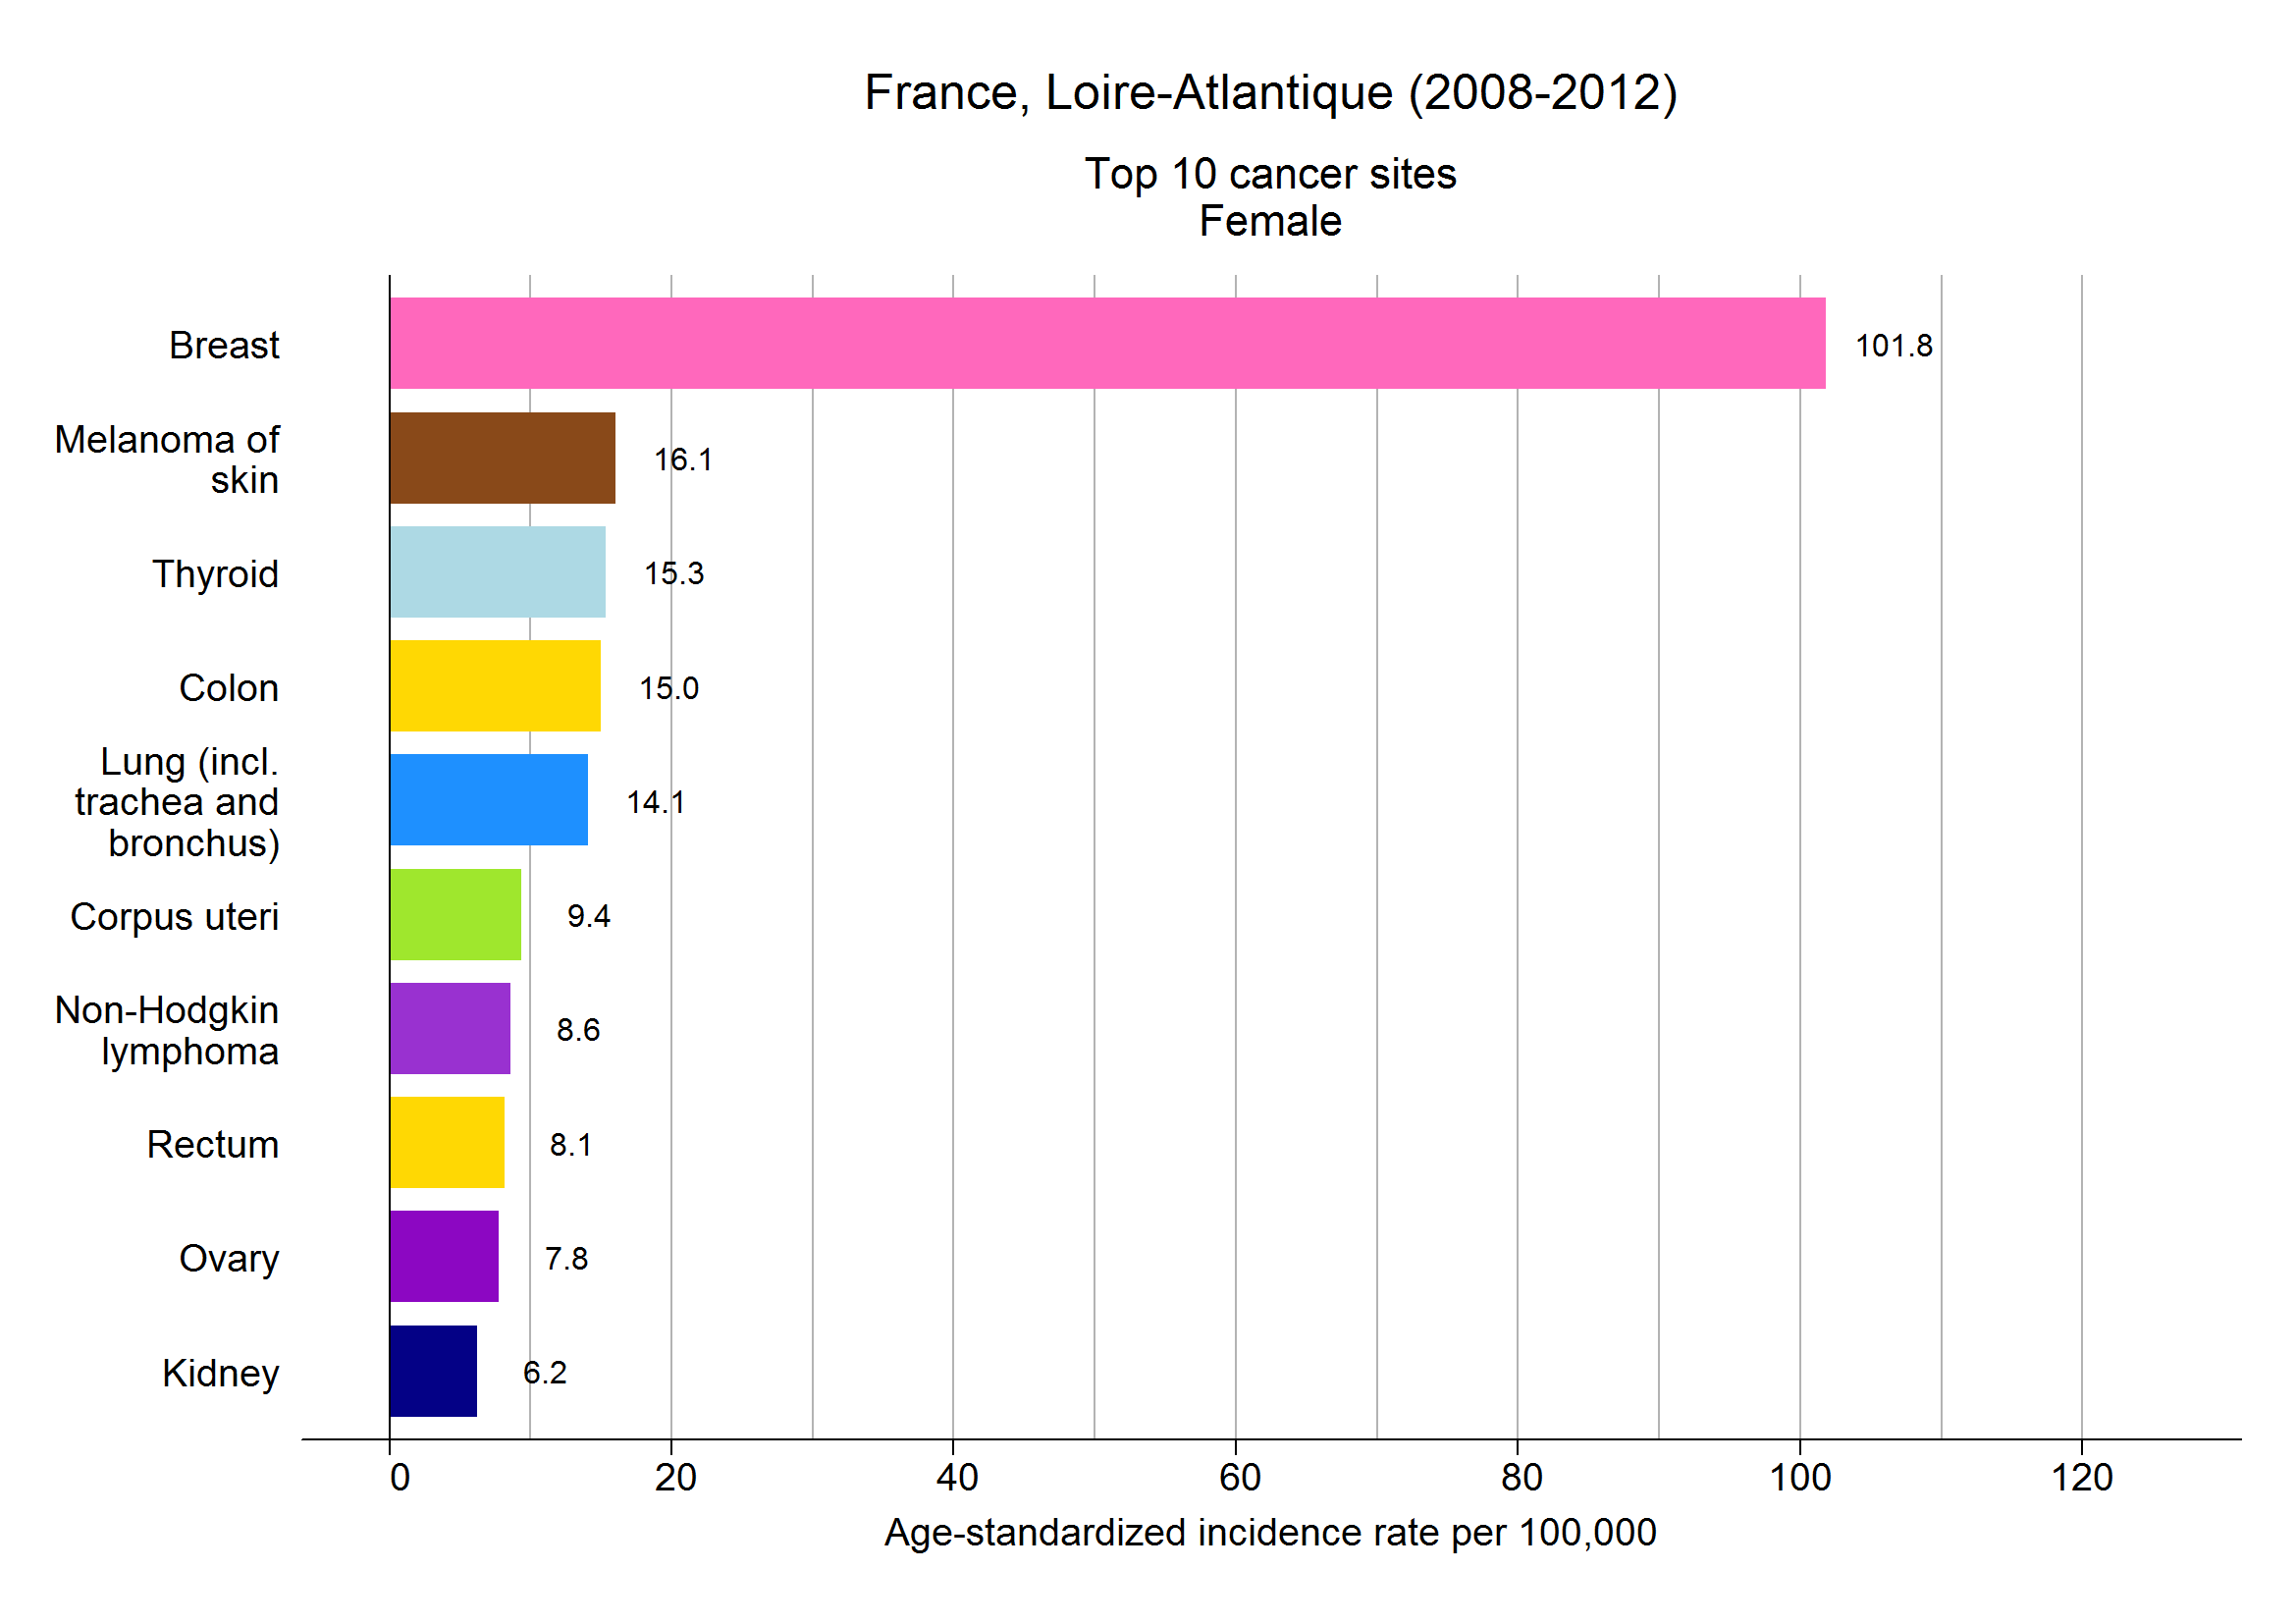 France, Loire-Atlantique (2008-2012)
Top 10 cancer sites
Female
Breast
101.8
Melanoma of
skin
16.1
Thyroid
15.3
Colon
15.0
Lung (incl.
trachea and
bronchus)
14.1
Corpus uteri
9.4
Non-Hodgkin
lymphoma
8.6
Rectum
8.1
Ovary
7.8
Kidney
6.2
0 20 40 60 80 100 120
Age-standardized incidence rate per 100,000